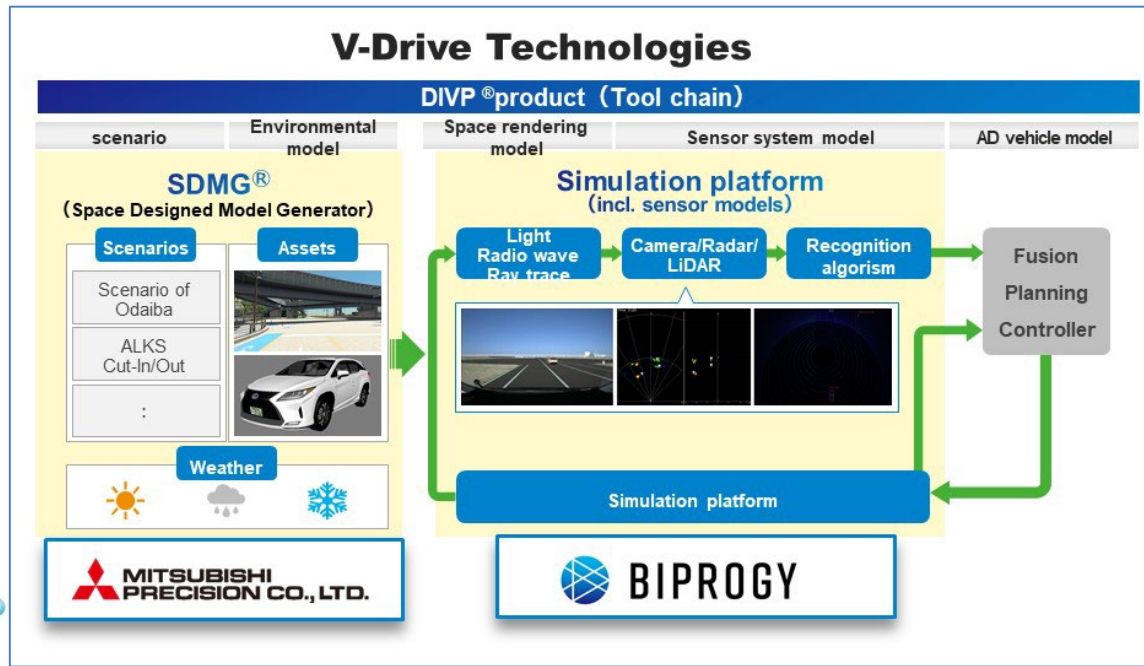 V-Drive Technologies
DIVP ®product（Tool chain）
scenario
Environmental
model
Space rendering
model
Sensor system model
AD vehicle model
SDMG®
（Space Designed Model Generator）
Scenarios
Assets
Scenario of
Odaiba
ALKS
Cut-In/Out
:
Weather
Simulation platform
(incl. sensor models)
Light
Radio wave
Ray trace
Camera/Radar/
LiDAR
Recognition
algorism
Fusion
Planning
Controller
Simulation platform
MITSUBISHI
PRECISION CO., LTD.
BIPROGY